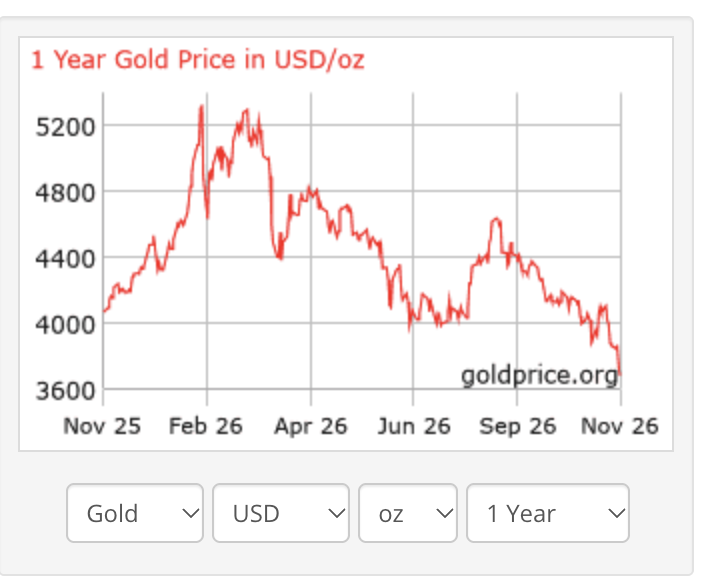 1 Year Gold Price in USD/oz
5200
4800
4400
4000
3600
goldprice.org
Nov 25 Feb 26 Apr 26 Jun 26 Sep 26 Nov 26
Gold USD oz 1 Year